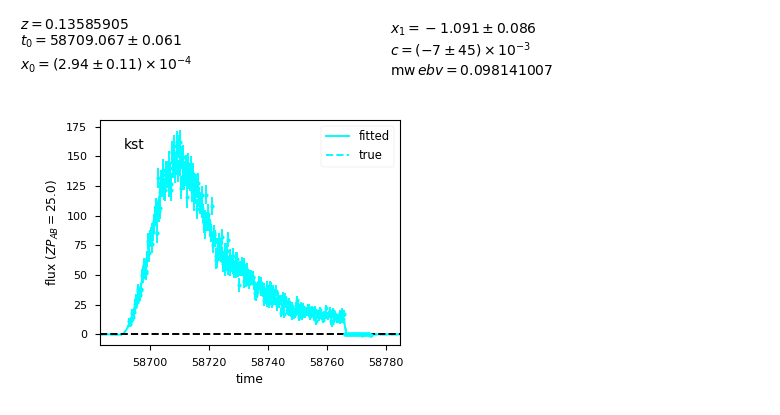 z = 0.13585905
t₀ = 58709.067 ± 0.061
x₀ = (2.94 ± 0.11) × 10⁻⁴
x₁ = − 1.091 ± 0.086
c = (−7 ± 45) × 10⁻³
mw ebv = 0.098141007
kst
fitted
true
175
150
125
100
75
50
25
0
flux (ZP_AB = 25.0)
58700 58720 58740 58760 58780
time